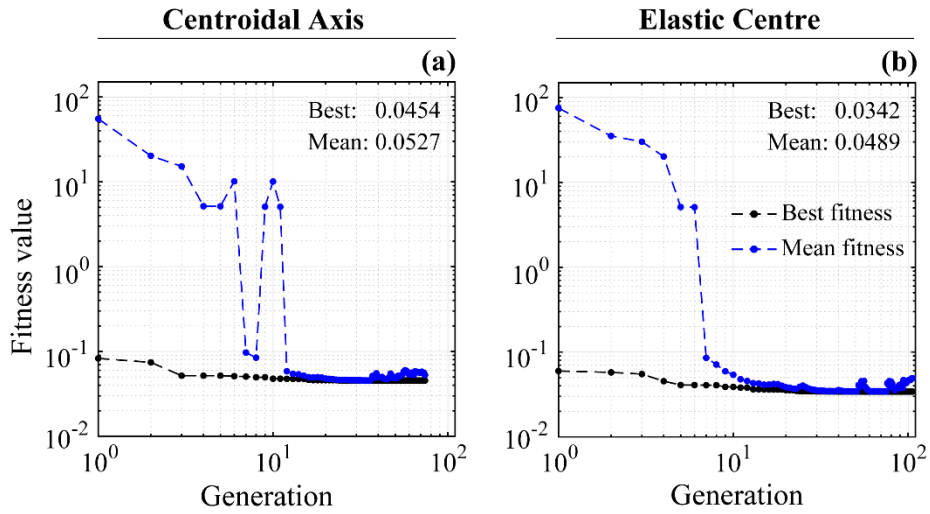 Centroidal Axis
Elastic Centre
(a)
Best: 0.0454
Mean: 0.0527
10^2
10^1
10^0
10^-1
10^-2
Fitness value
10^0
10^1
10^2
Generation
(b)
Best: 0.0342
Mean: 0.0489
Best fitness
Mean fitness
10^2
10^1
10^0
10^-1
10^-2
10^0
10^1
10^2
Generation